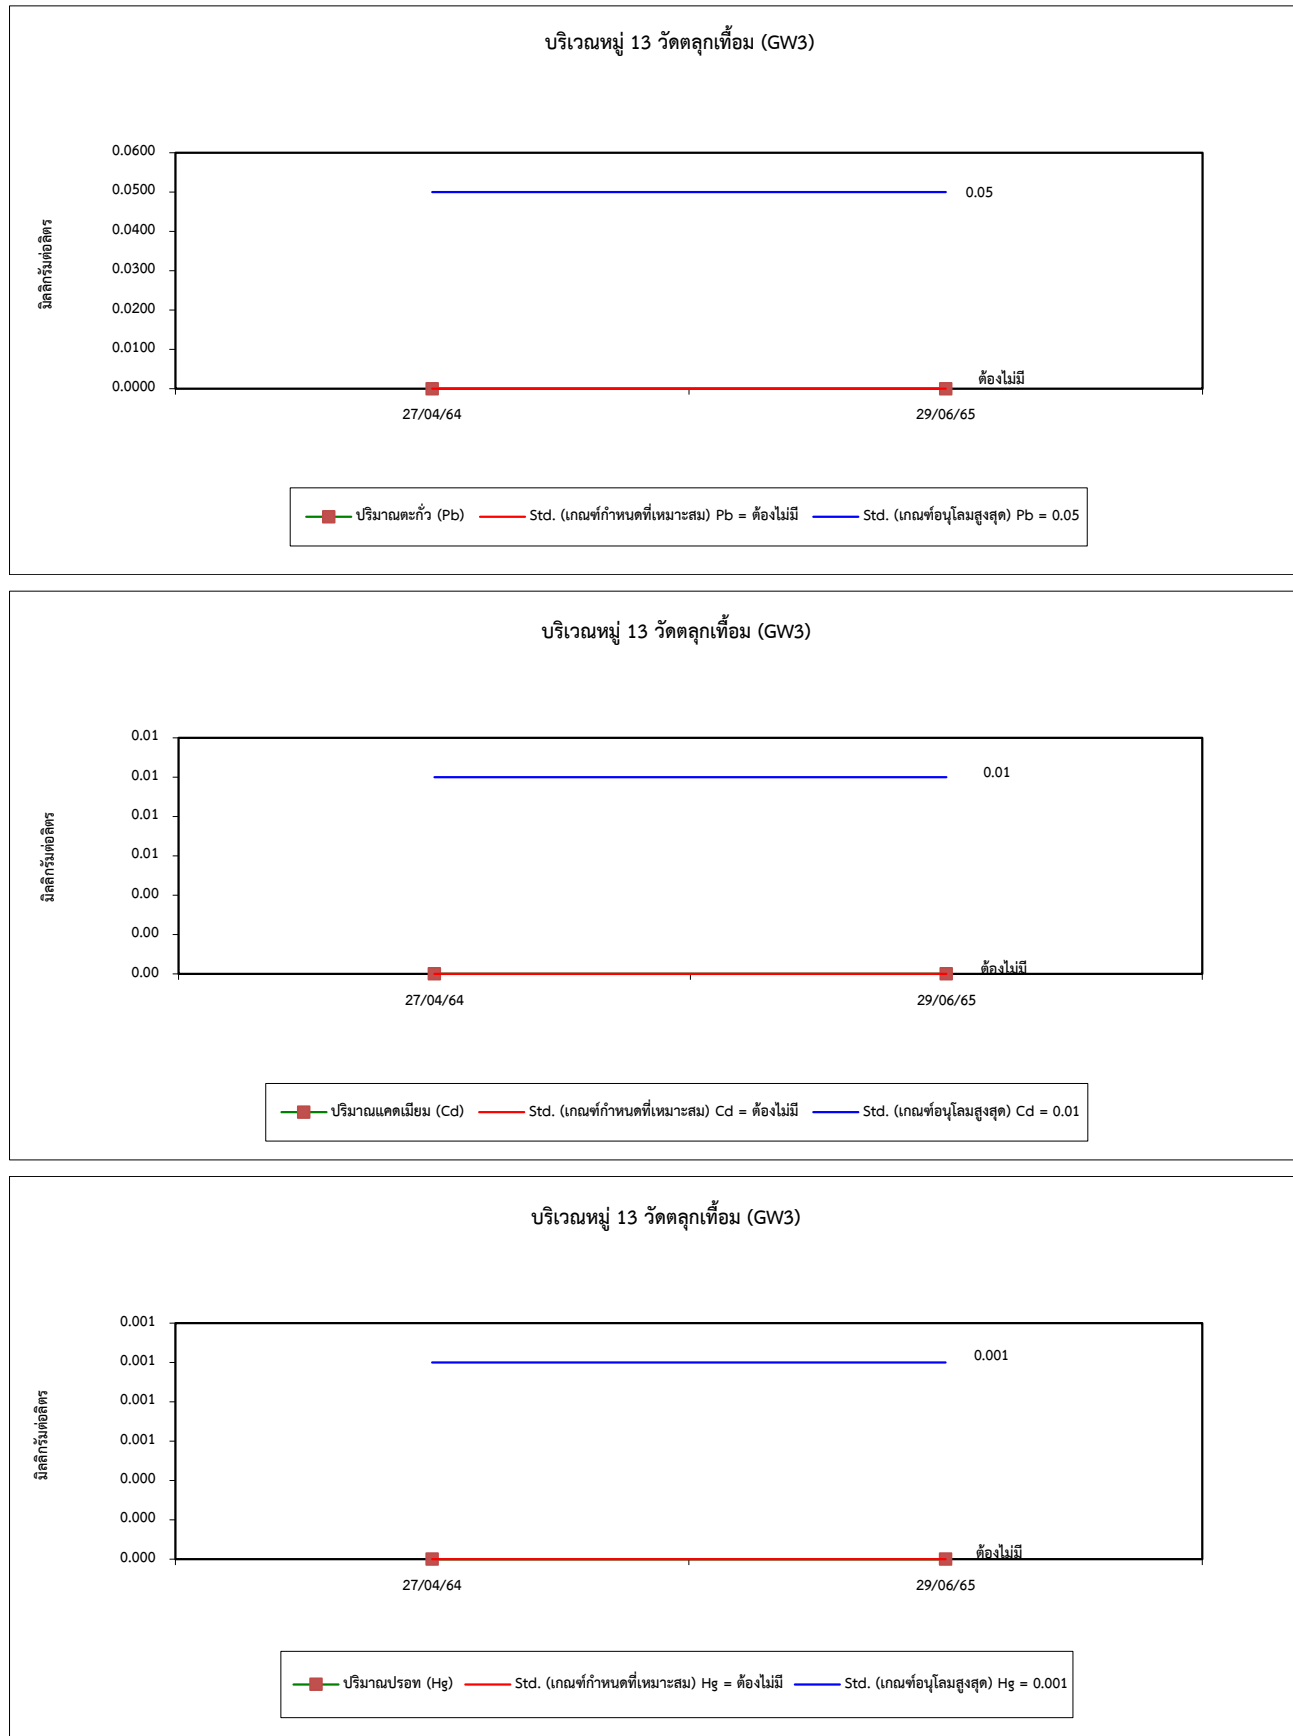 บริเวณหมู่ 13 วัดตลุกเทื้อม (GW3)
มิลลิกรัมต่อลิตร
0.0600
0.0500
0.0400
0.0300
0.0200
0.0100
0.0000
0.05
ต้องไม่มี
27/04/64 29/06/65
ปริมาณตะกั่ว (Pb) Std. (เกณฑ์กำหนดที่เหมาะสม) Pb = ต้องไม่มี Std. (เกณฑ์อนุโลมสูงสุด) Pb = 0.05
บริเวณหมู่ 13 วัดตลุกเทื้อม (GW3)
มิลลิกรัมต่อลิตร
0.01
0.01
0.01
0.01
0.00
0.00
0.00
0.01
ต้องไม่มี
27/04/64 29/06/65
ปริมาณแคดเมียม (Cd) Std. (เกณฑ์กำหนดที่เหมาะสม) Cd = ต้องไม่มี Std. (เกณฑ์อนุโลมสูงสุด) Cd = 0.01
บริเวณหมู่ 13 วัดตลุกเทื้อม (GW3)
มิลลิกรัมต่อลิตร
0.001
0.001
0.001
0.001
0.000
0.000
0.000
0.001
ต้องไม่มี
27/04/64 29/06/65
ปริมาณปรอท (Hg) Std. (เกณฑ์กำหนดที่เหมาะสม) Hg = ต้องไม่มี Std. (เกณฑ์อนุโลมสูงสุด) Hg = 0.001